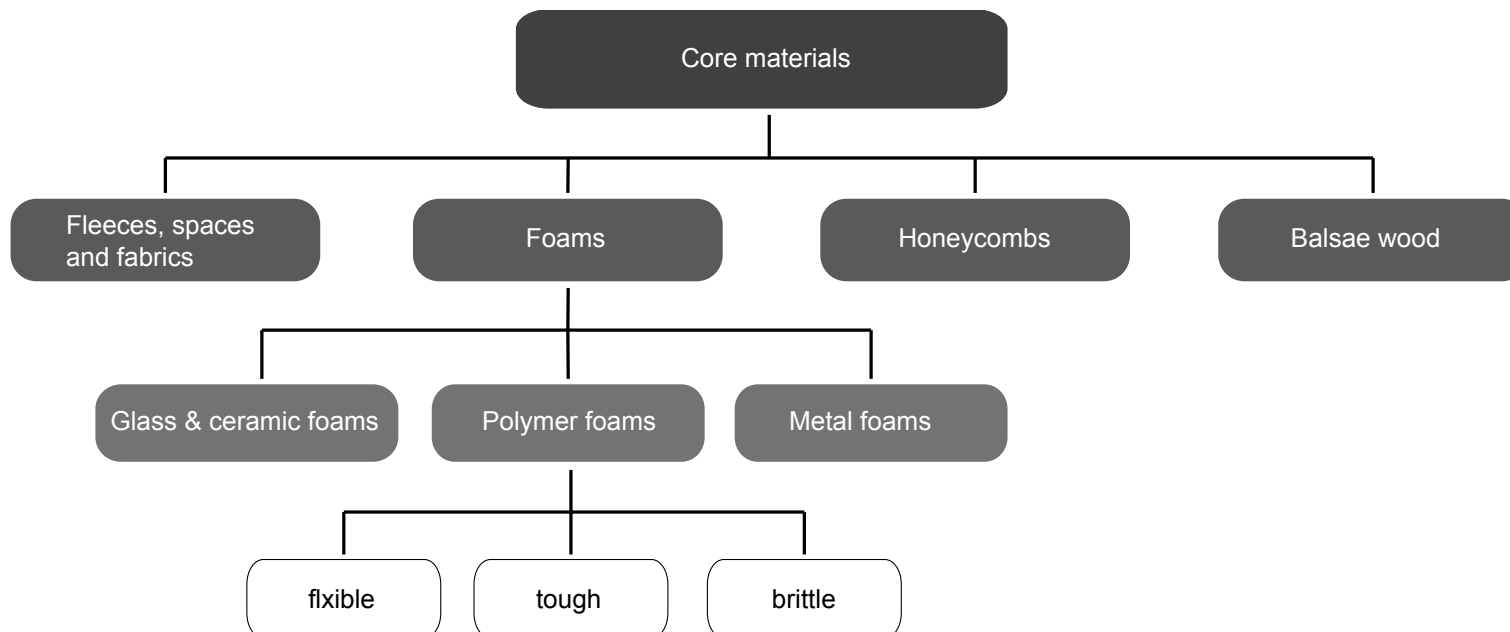 Core materials
Fleeces, spaces
and fabrics
Foams
Honeycombs
Balsae wood
Glass & ceramic foams
Polymer foams
Metal foams
flxible
tough
brittle